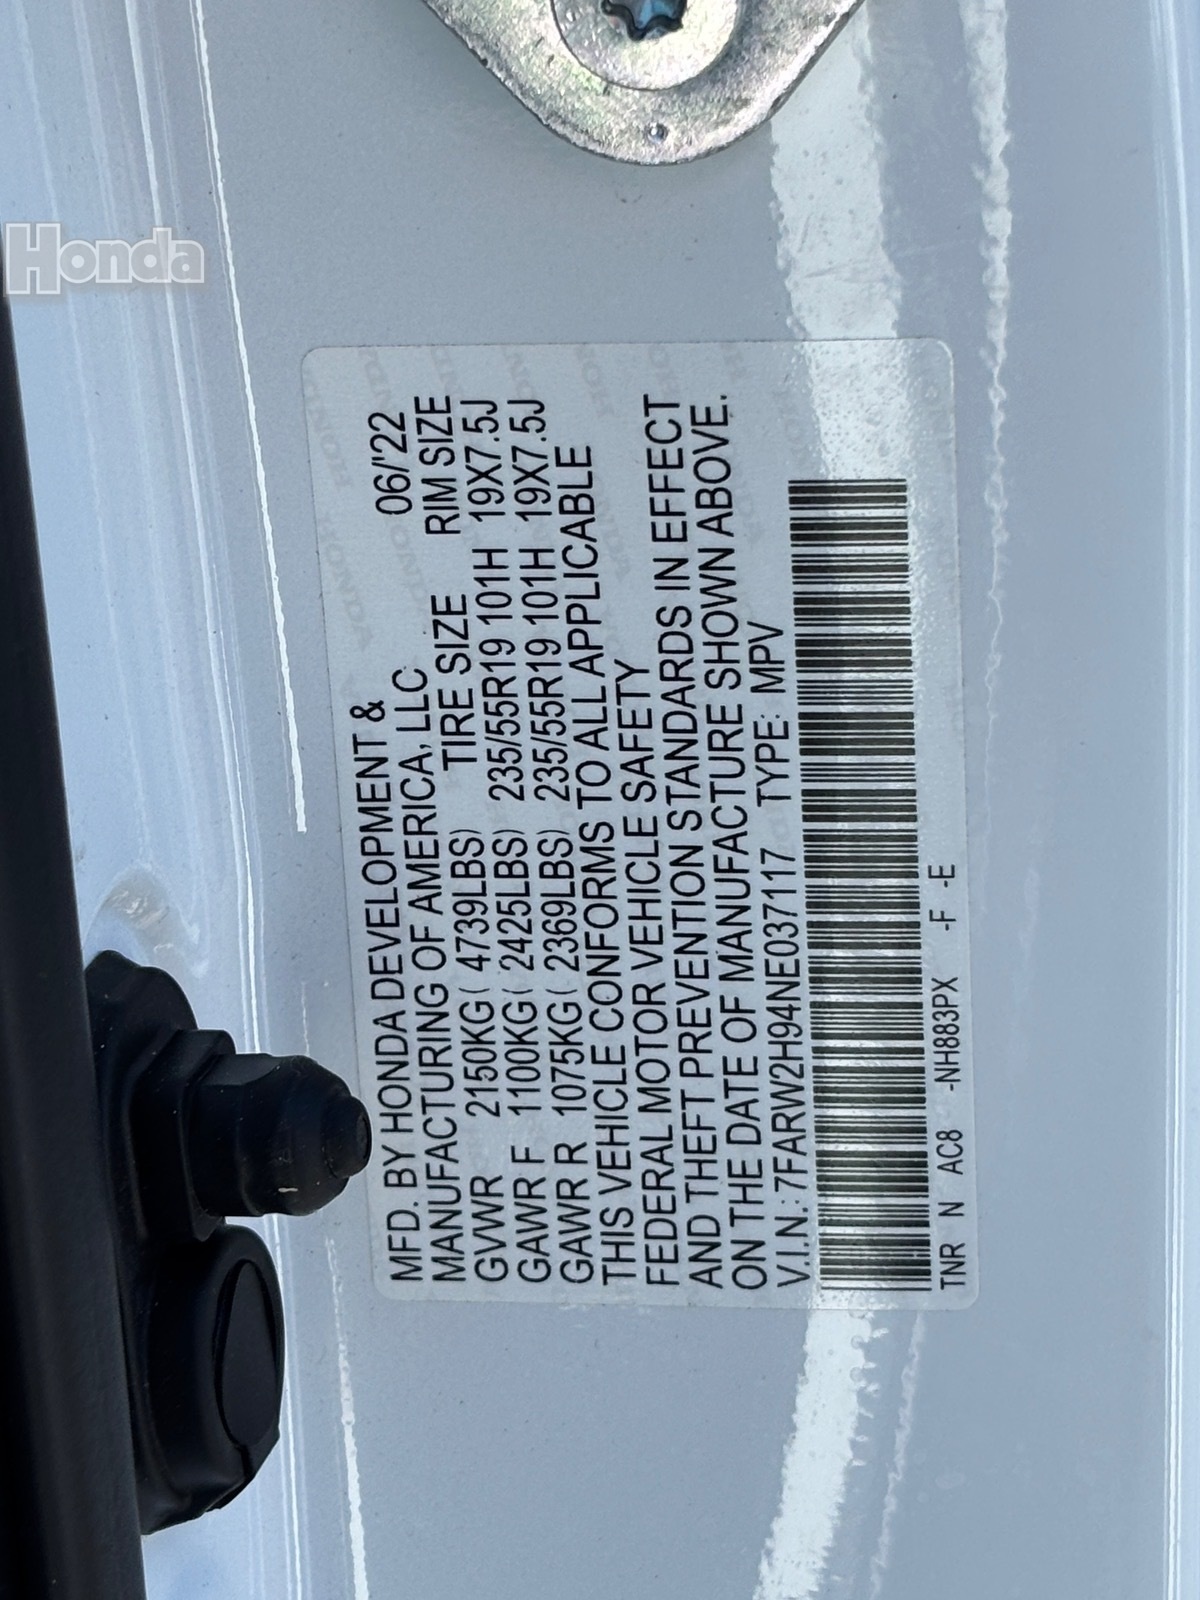 Honda
MFD. BY HONDA DEVELOPMENT &
MANUFACTURING OF AMERICA, LLC 06/'22
GVWR 2150KG ( 4739LBS) TIRE SIZE RIM SIZE
GAWR F 1100KG ( 2425LBS) 235/55R19 101H 19X7.5J
GAWR R 1075KG ( 2369LBS) 235/55R19 101H 19X7.5J
THIS VEHICLE CONFORMS TO ALL APPLICABLE
FEDERAL MOTOR VEHICLE SAFETY
AND THEFT PREVENTION STANDARDS IN EFFECT
ON THE DATE OF MANUFACTURE SHOWN ABOVE.
V.I.N.: 7FARW2H94NE037117 TYPE: MPV
TNR N AC8 -NH883PX -F -E